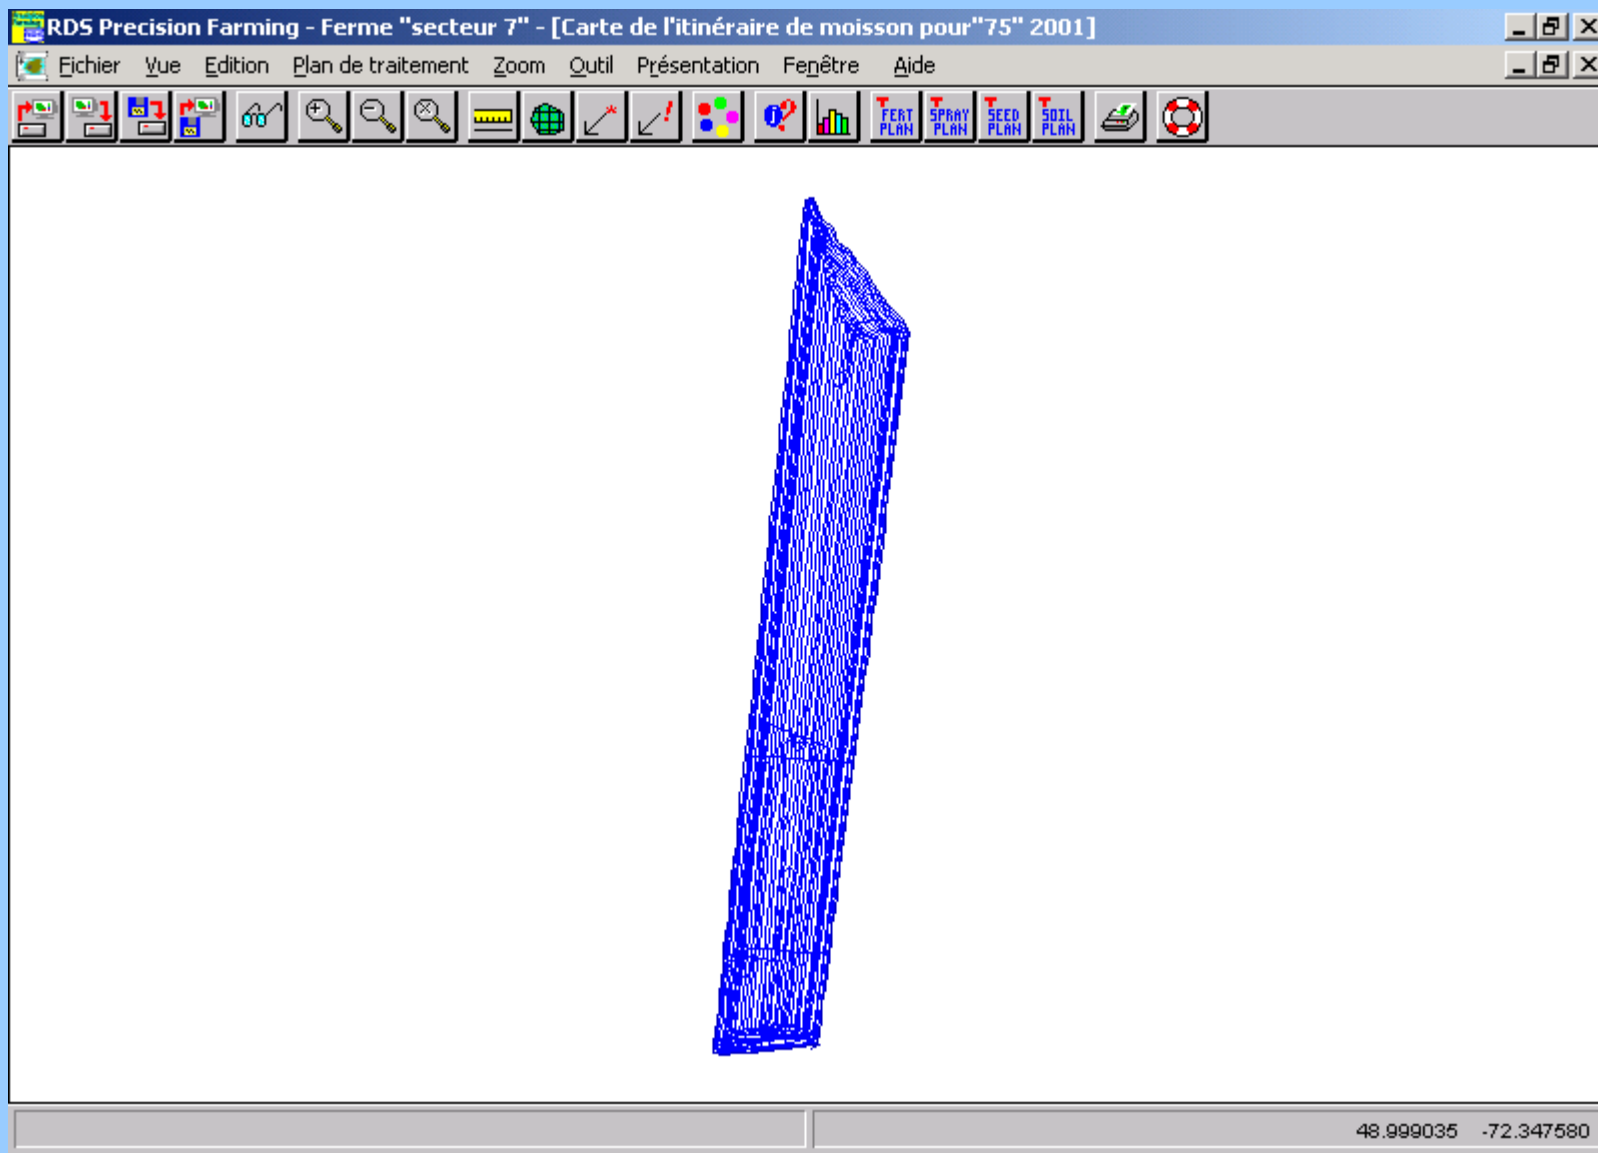 RDS Precision Farming - Ferme "secteur 7" - [Carte de l'itinéraire de moisson pour"75" 2001]
Fichier Vue Edition Plan de traitement Zoom Outil Présentation Fenêtre Aide
FERT PLAN SPRAY PLAN SEED PLAN SOIL PLAN
48.999035 -72.347580